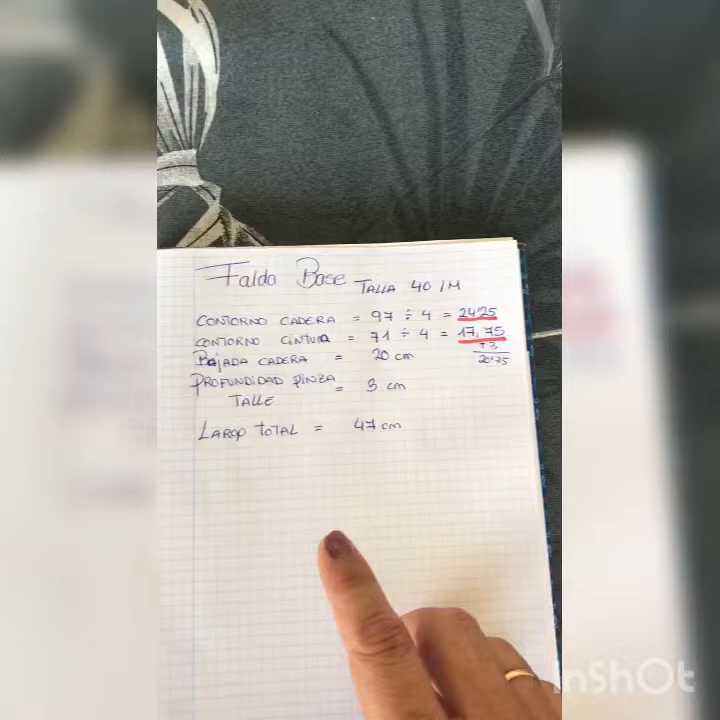 Falda Base TALLA 40/M
CONTORNO CADERA = 97 ÷ 4 = 24'25
CONTORNO CINTURA = 71 ÷ 4 = 17,75
+3
20'75
BAJADA CADERA = 20 cm
PROFUNDIDAD PINZA
TALLE = 3 cm
LARGO TOTAL = 47 cm
InShOt